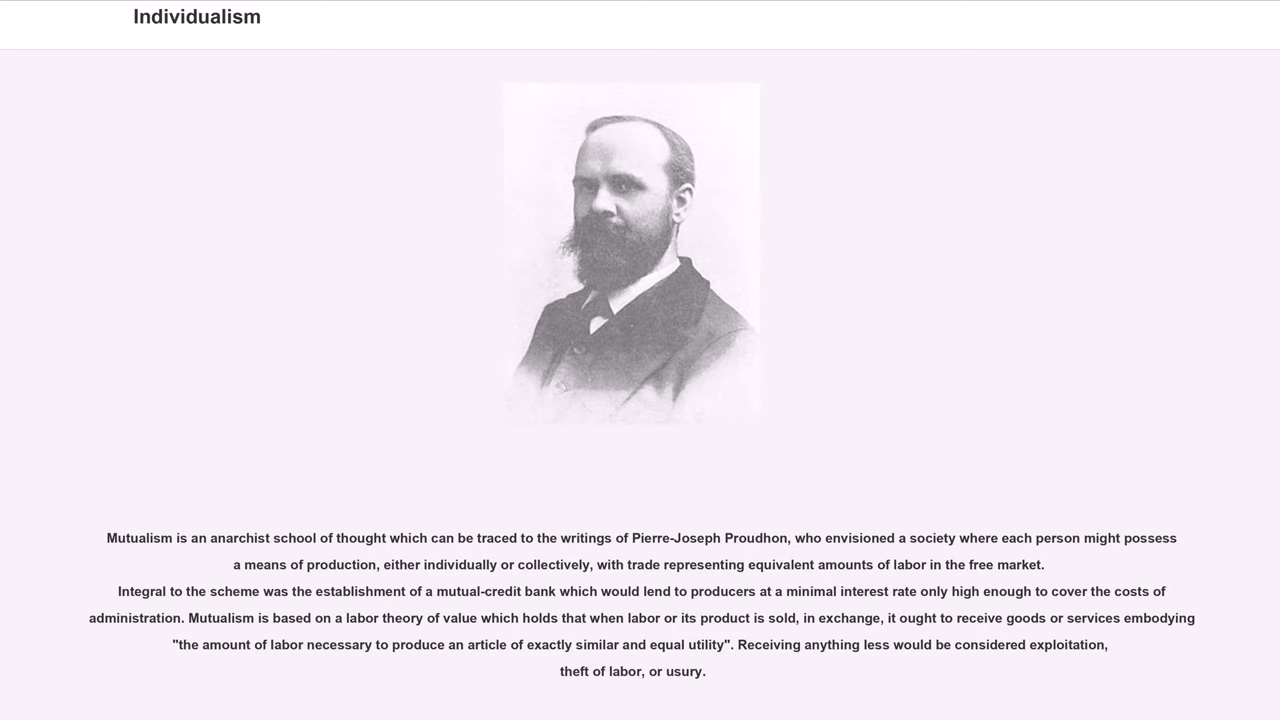 Individualism
Mutualism is an anarchist school of thought which can be traced to the writings of Pierre-Joseph Proudhon, who envisioned a society where each person might possess
a means of production, either individually or collectively, with trade representing equivalent amounts of labor in the free market.
Integral to the scheme was the establishment of a mutual-credit bank which would lend to producers at a minimal interest rate only high enough to cover the costs of
administration. Mutualism is based on a labor theory of value which holds that when labor or its product is sold, in exchange, it ought to receive goods or services embodying
"the amount of labor necessary to produce an article of exactly similar and equal utility". Receiving anything less would be considered exploitation,
theft of labor, or usury.